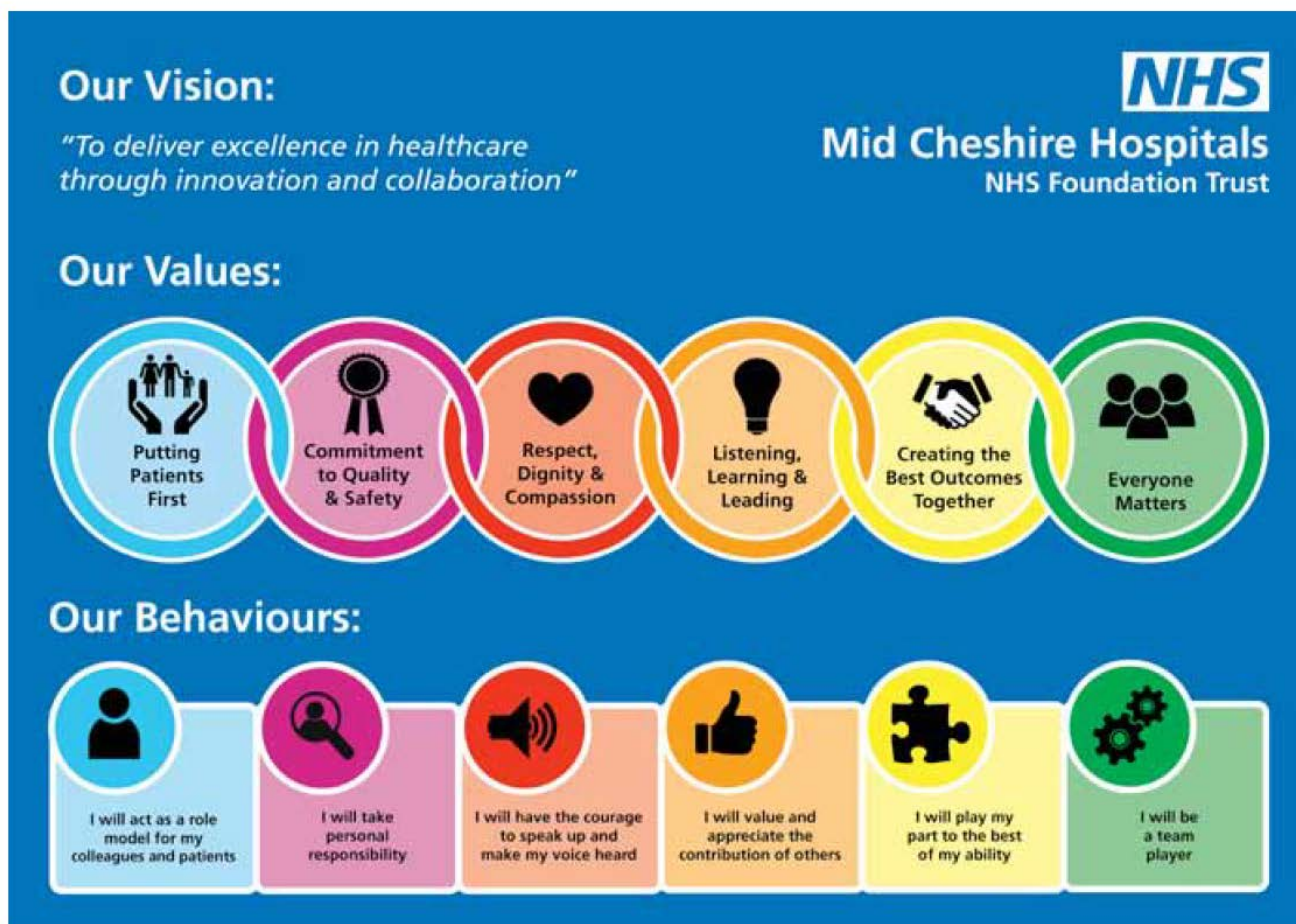 Our Vision:
"To deliver excellence in healthcare
through innovation and collaboration"
NHS
Mid Cheshire Hospitals
NHS Foundation Trust
Our Values:
Putting
Patients
First
Commitment
to Quality
& Safety
Respect,
Dignity &
Compassion
Listening,
Learning &
Leading
Creating the
Best Outcomes
Together
Everyone
Matters
Our Behaviours:
I will act as a role
model for my
colleagues and patients
I will take
personal
responsibility
I will have the courage
to speak up and
make my voice heard
I will value and
appreciate the
contribution of others
I will play my
part to the best
of my ability
I will be
a team
player